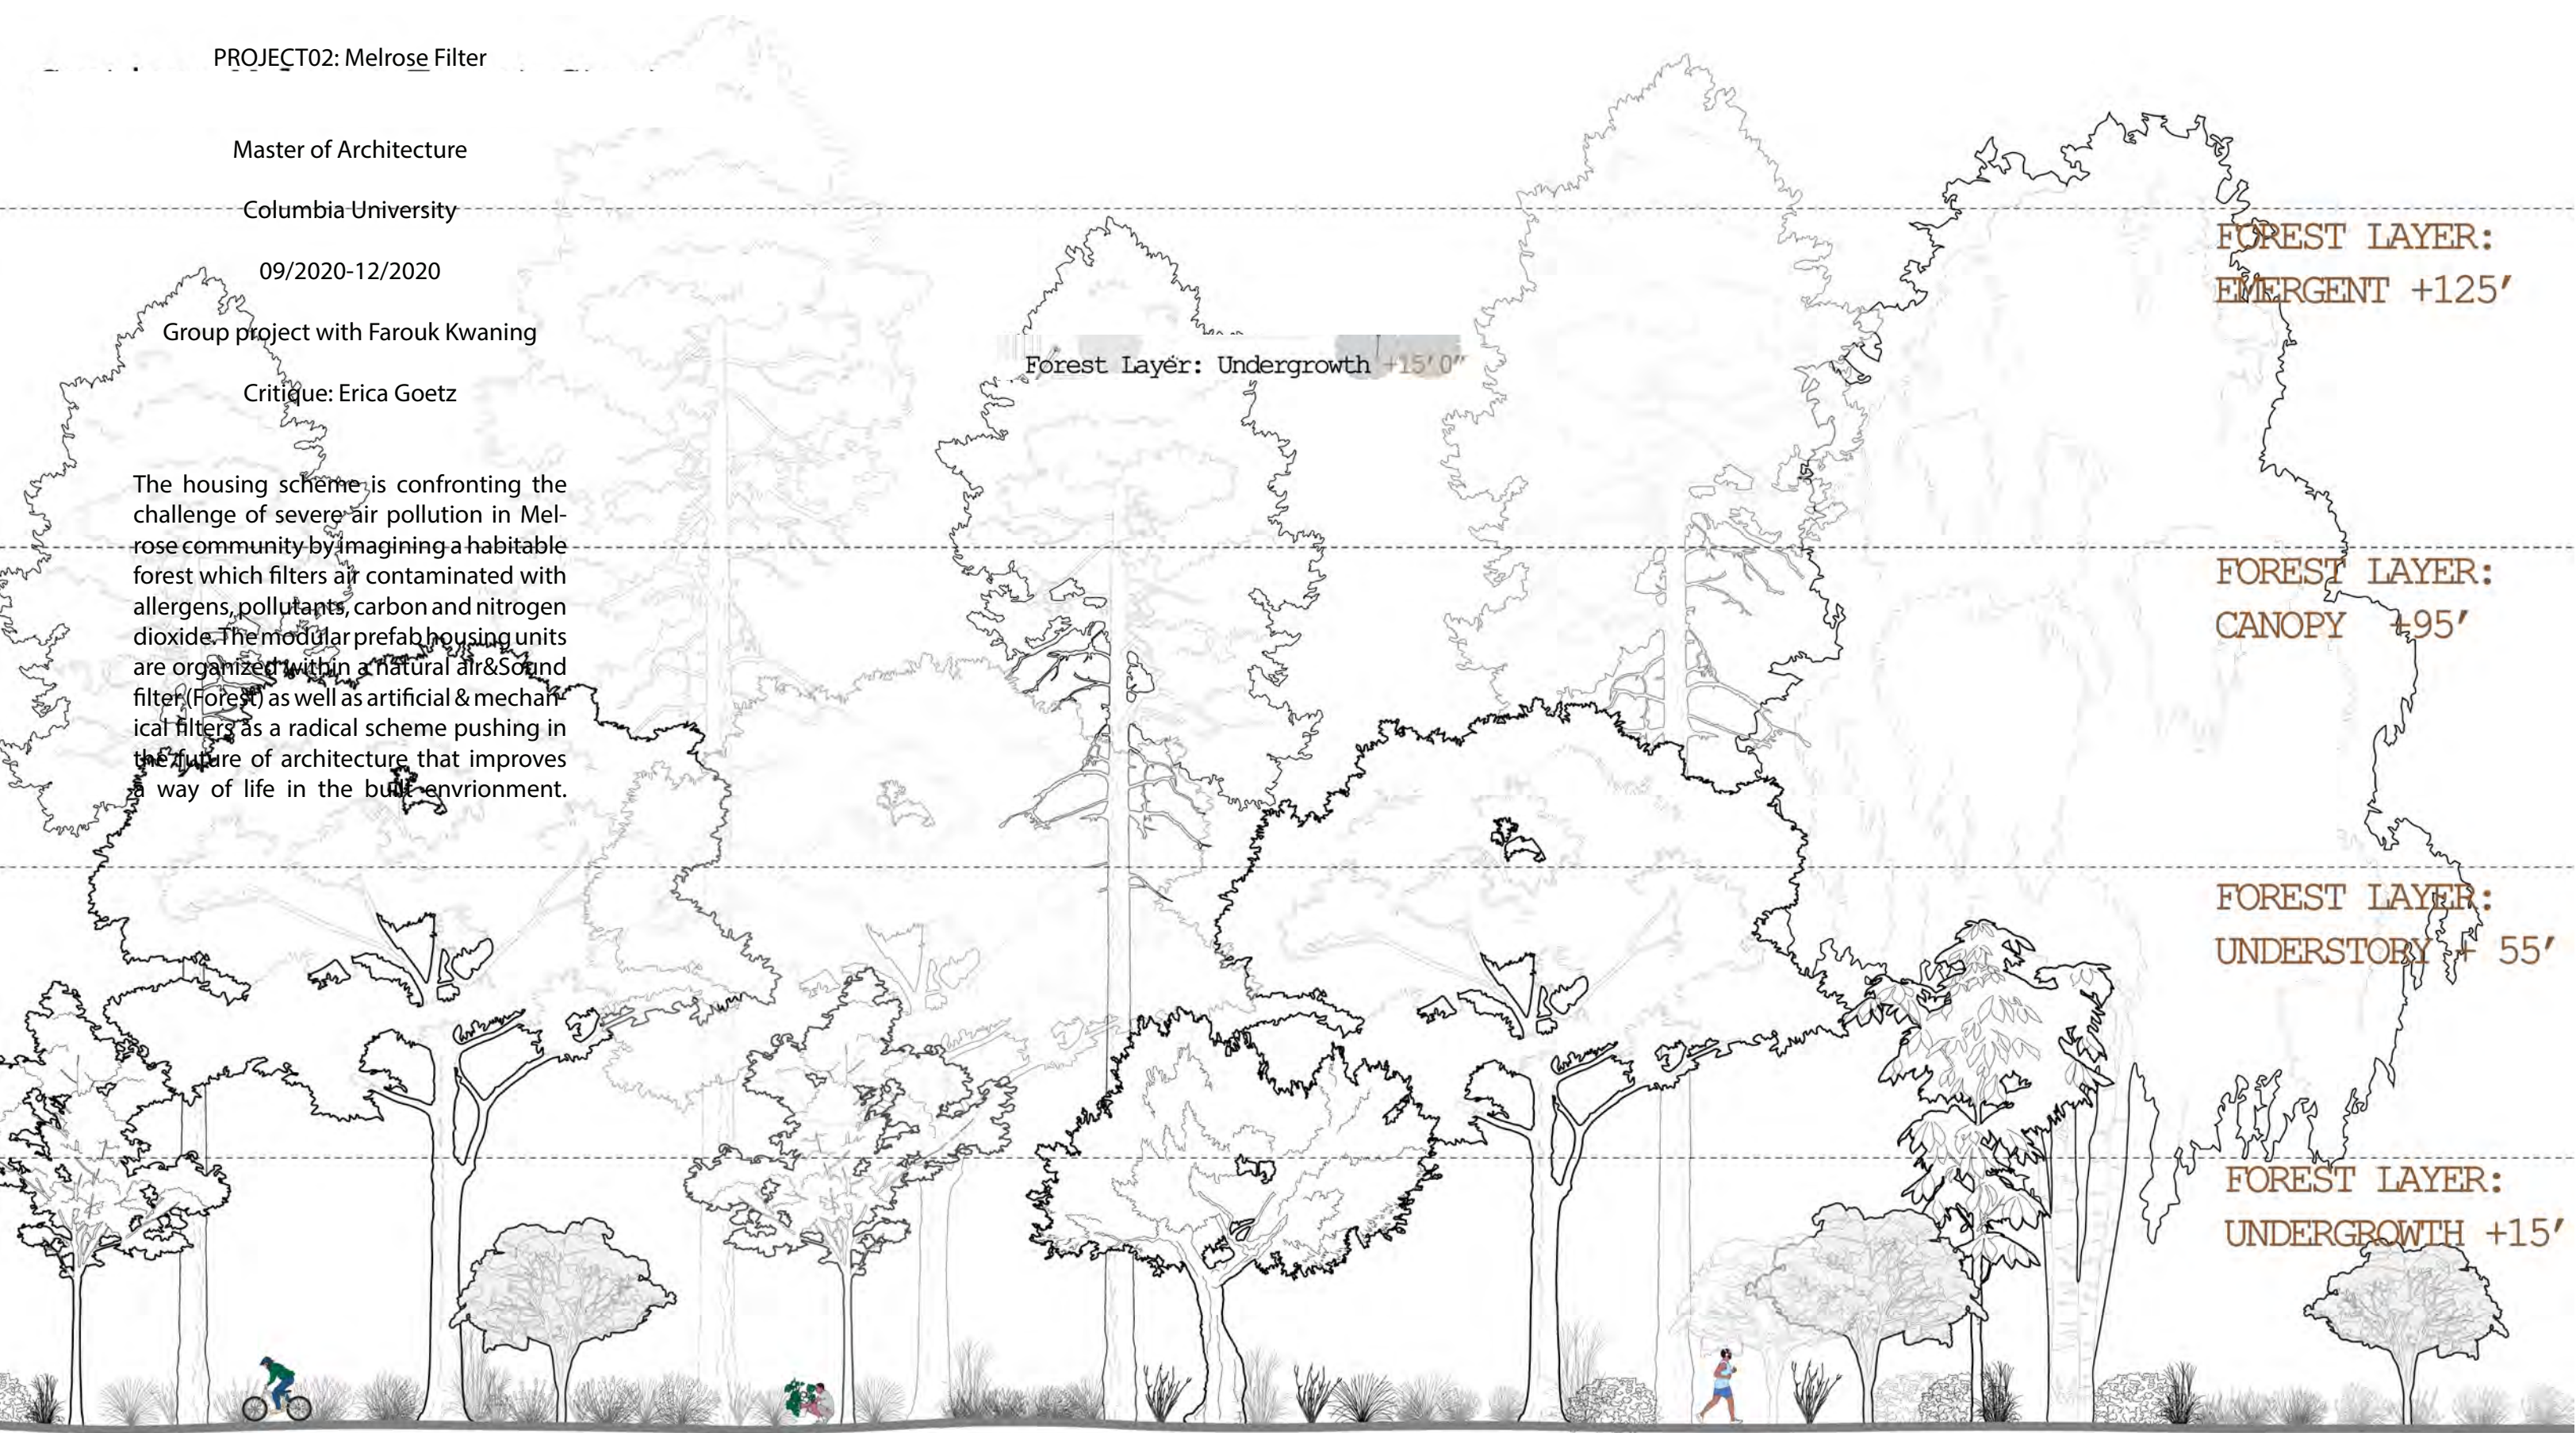 PROJECT02: Melrose Filter
Master of Architecture
Columbia University
09/2020-12/2020
Group project with Farouk Kwaning
Critique: Erica Goetz
The housing scheme is confronting the
challenge of severe air pollution in Mel-
rose community by imagining a habitable
forest which filters air contaminated with
allergens, pollutants, carbon and nitrogen
dioxide.The modular prefab housing units
are organized within a natural air&Sound
filter (Forest) as well as artificial & mechan-
ical filters as a radical scheme pushing in
the future of architecture that improves
a way of life in the built envrionment.
Forest Layer: Undergrowth +15'0"
FOREST LAYER:
EMERGENT +125'
FOREST LAYER:
CANOPY +95'
FOREST LAYER:
UNDERSTORY + 55'
FOREST LAYER:
UNDERGROWTH +15'